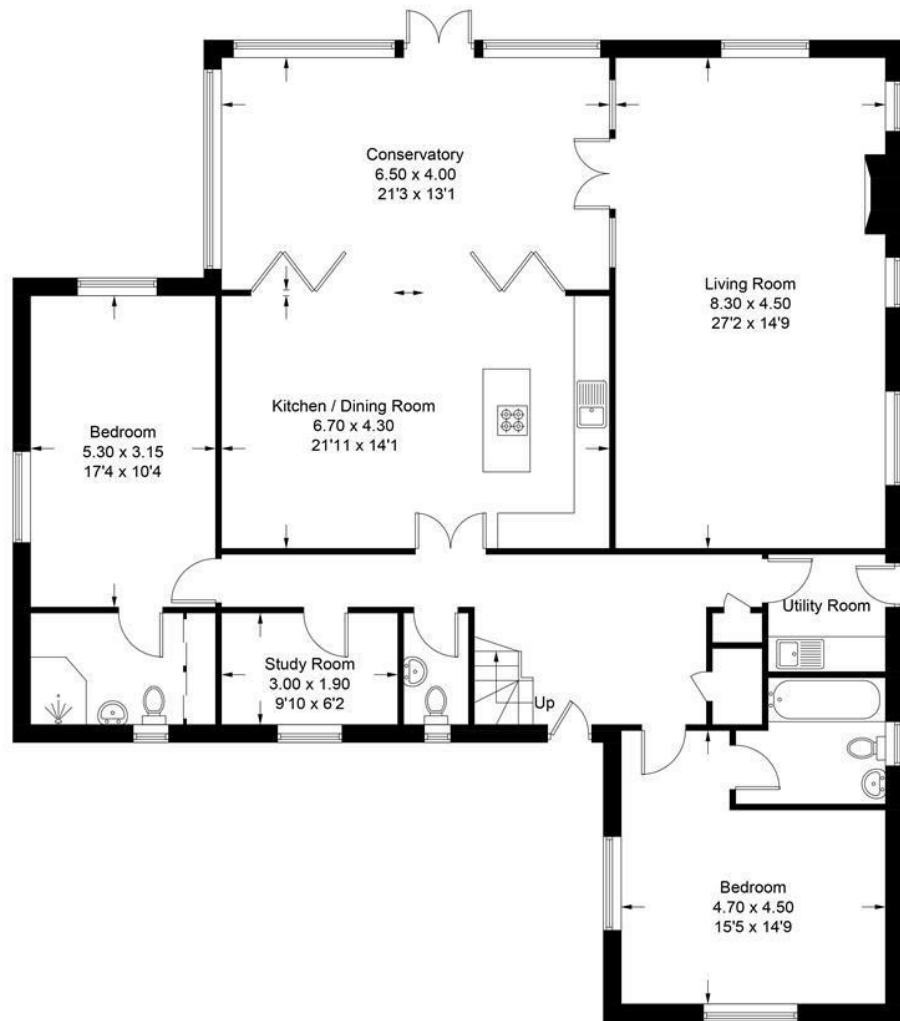 Conservatory
6.50 x 4.00
21'3 x 13'1
Living Room
8.30 x 4.50
27'2 x 14'9
Kitchen / Dining Room
6.70 x 4.30
21'11 x 14'1
Bedroom
5.30 x 3.15
17'4 x 10'4
Utility Room
Study Room
3.00 x 1.90
9'10 x 6'2
Up
Bedroom
4.70 x 4.50
15'5 x 14'9